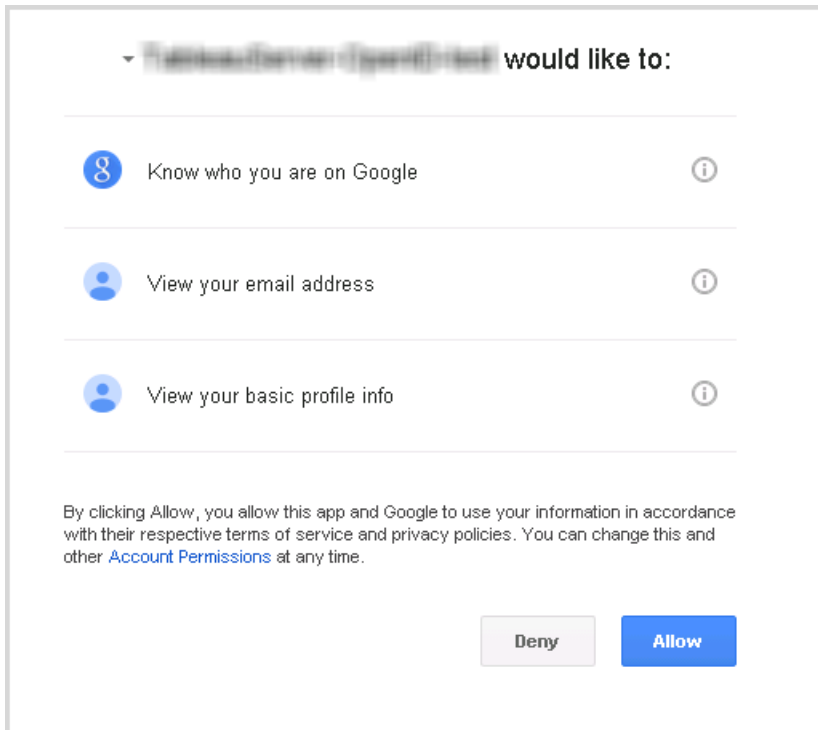 would like to:
Know who you are on Google
View your email address
View your basic profile info
By clicking Allow, you allow this app and Google to use your information in accordance
with their respective terms of service and privacy policies. You can change this and
other Account Permissions at any time.
Deny Allow